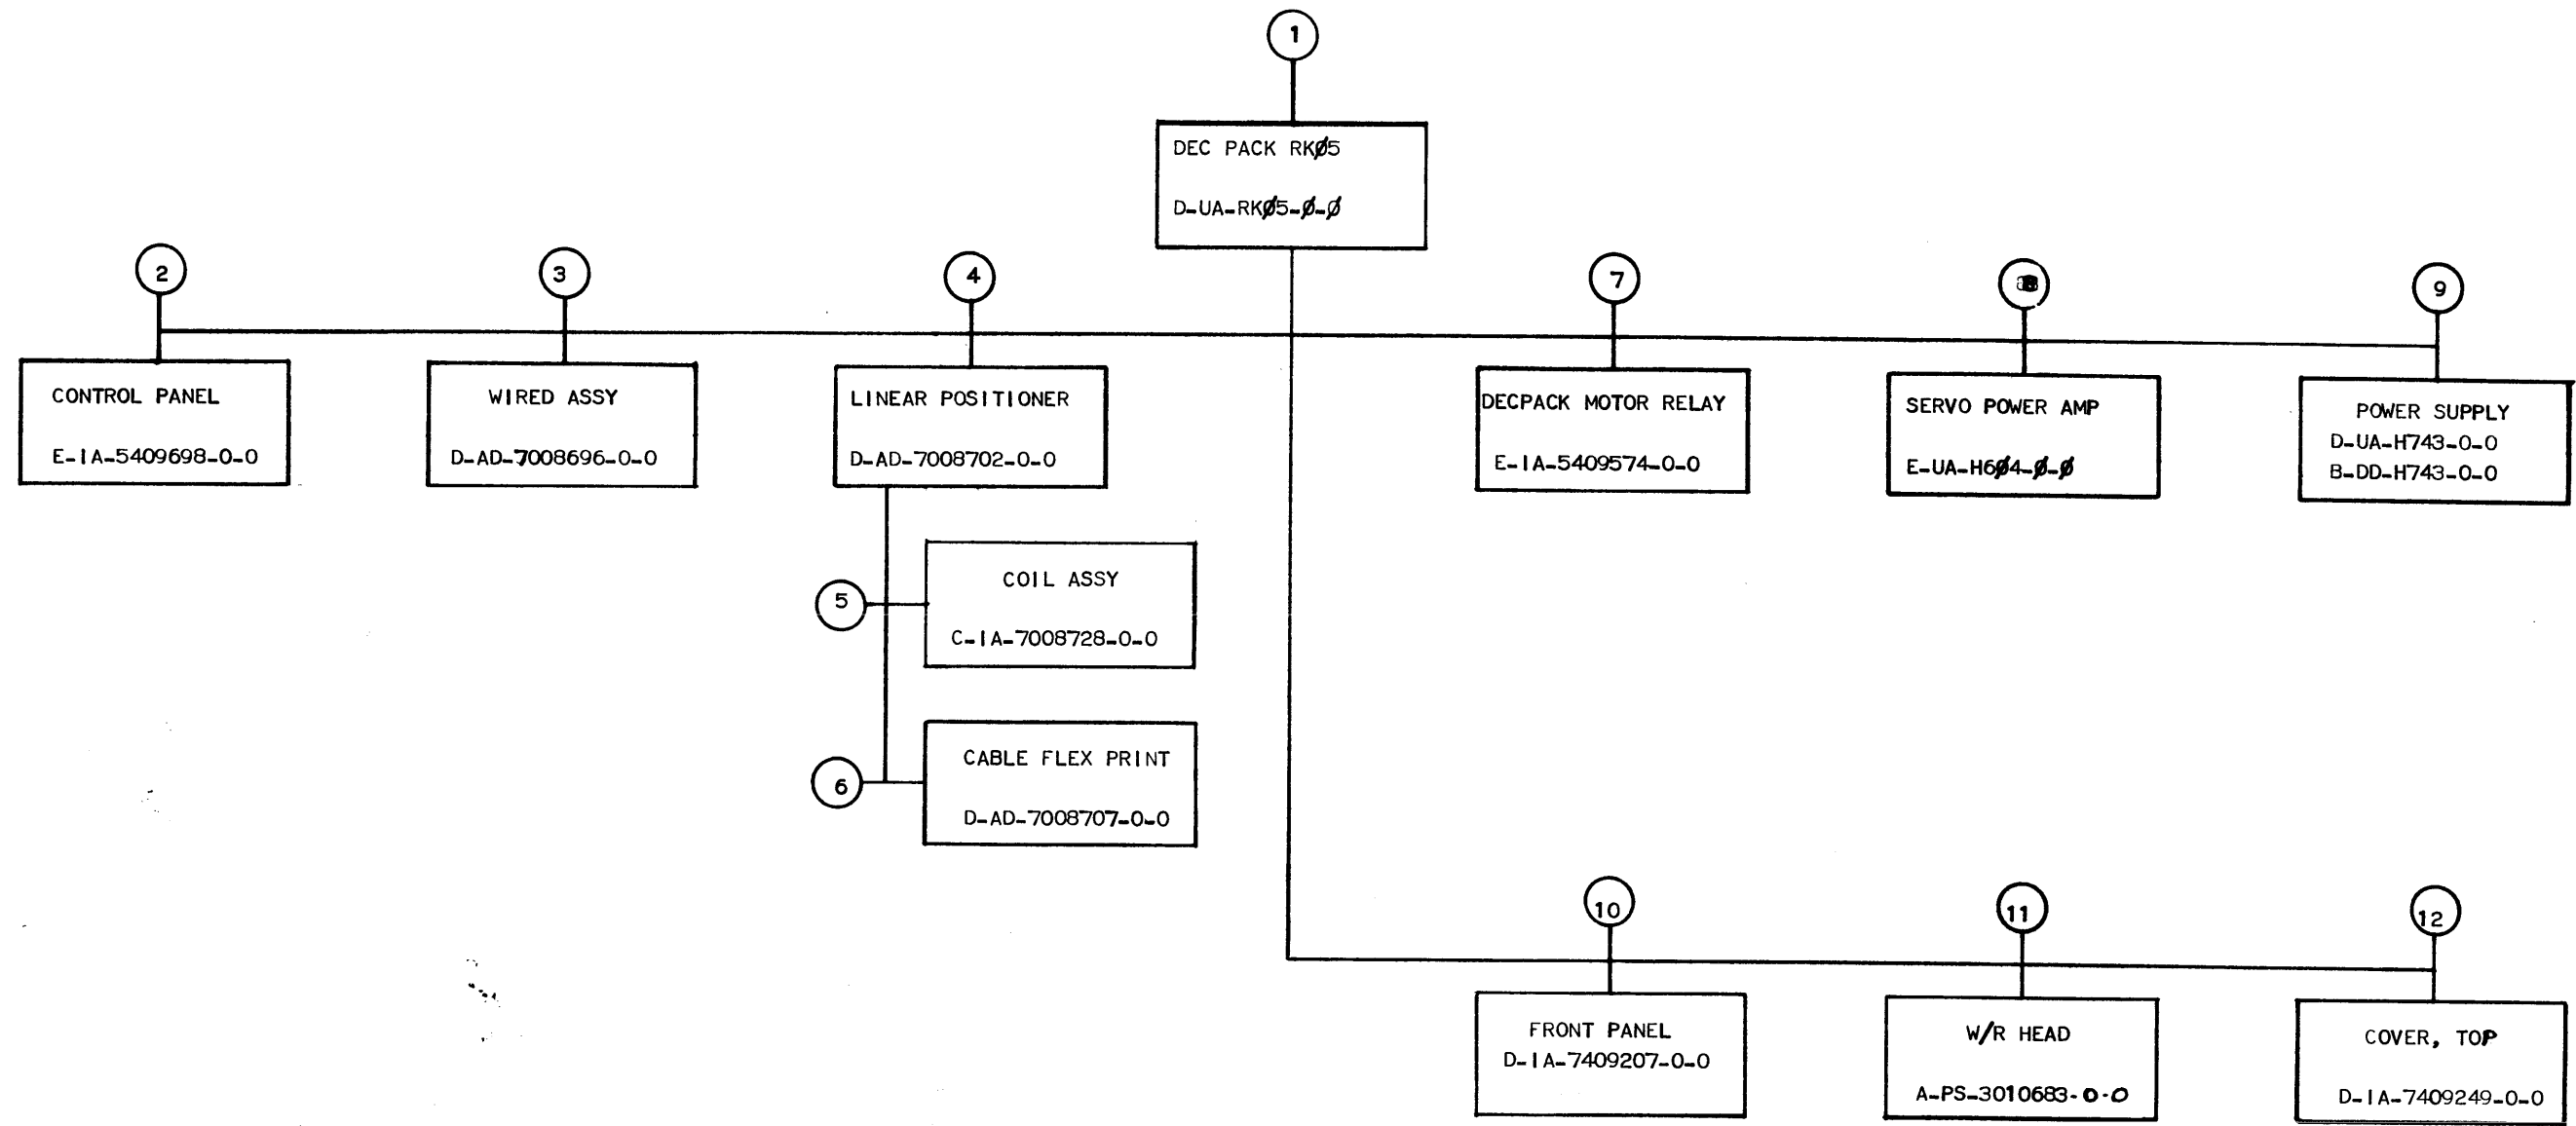 1
DEC PACK RKØ5
D-UA-RKØ5-Ø-Ø
2
CONTROL PANEL
E-IA-5409698-0-0
3
WIRED ASSY
D-AD-7008696-0-0
4
LINEAR POSITIONER
D-AD-7008702-0-0
5
COIL ASSY
C-IA-7008728-0-0
6
CABLE FLEX PRINT
D-AD-7008707-0-0
7
DECPACK MOTOR RELAY
E-IA-5409574-0-0
8
SERVO POWER AMP
E-UA-H6Ø4-Ø-Ø
9
POWER SUPPLY
D-UA-H743-0-0
B-DD-H743-0-0
10
FRONT PANEL
D-IA-7409207-0-0
11
W/R HEAD
A-PS-3010683-0-0
12
COVER, TOP
D-IA-7409249-0-0